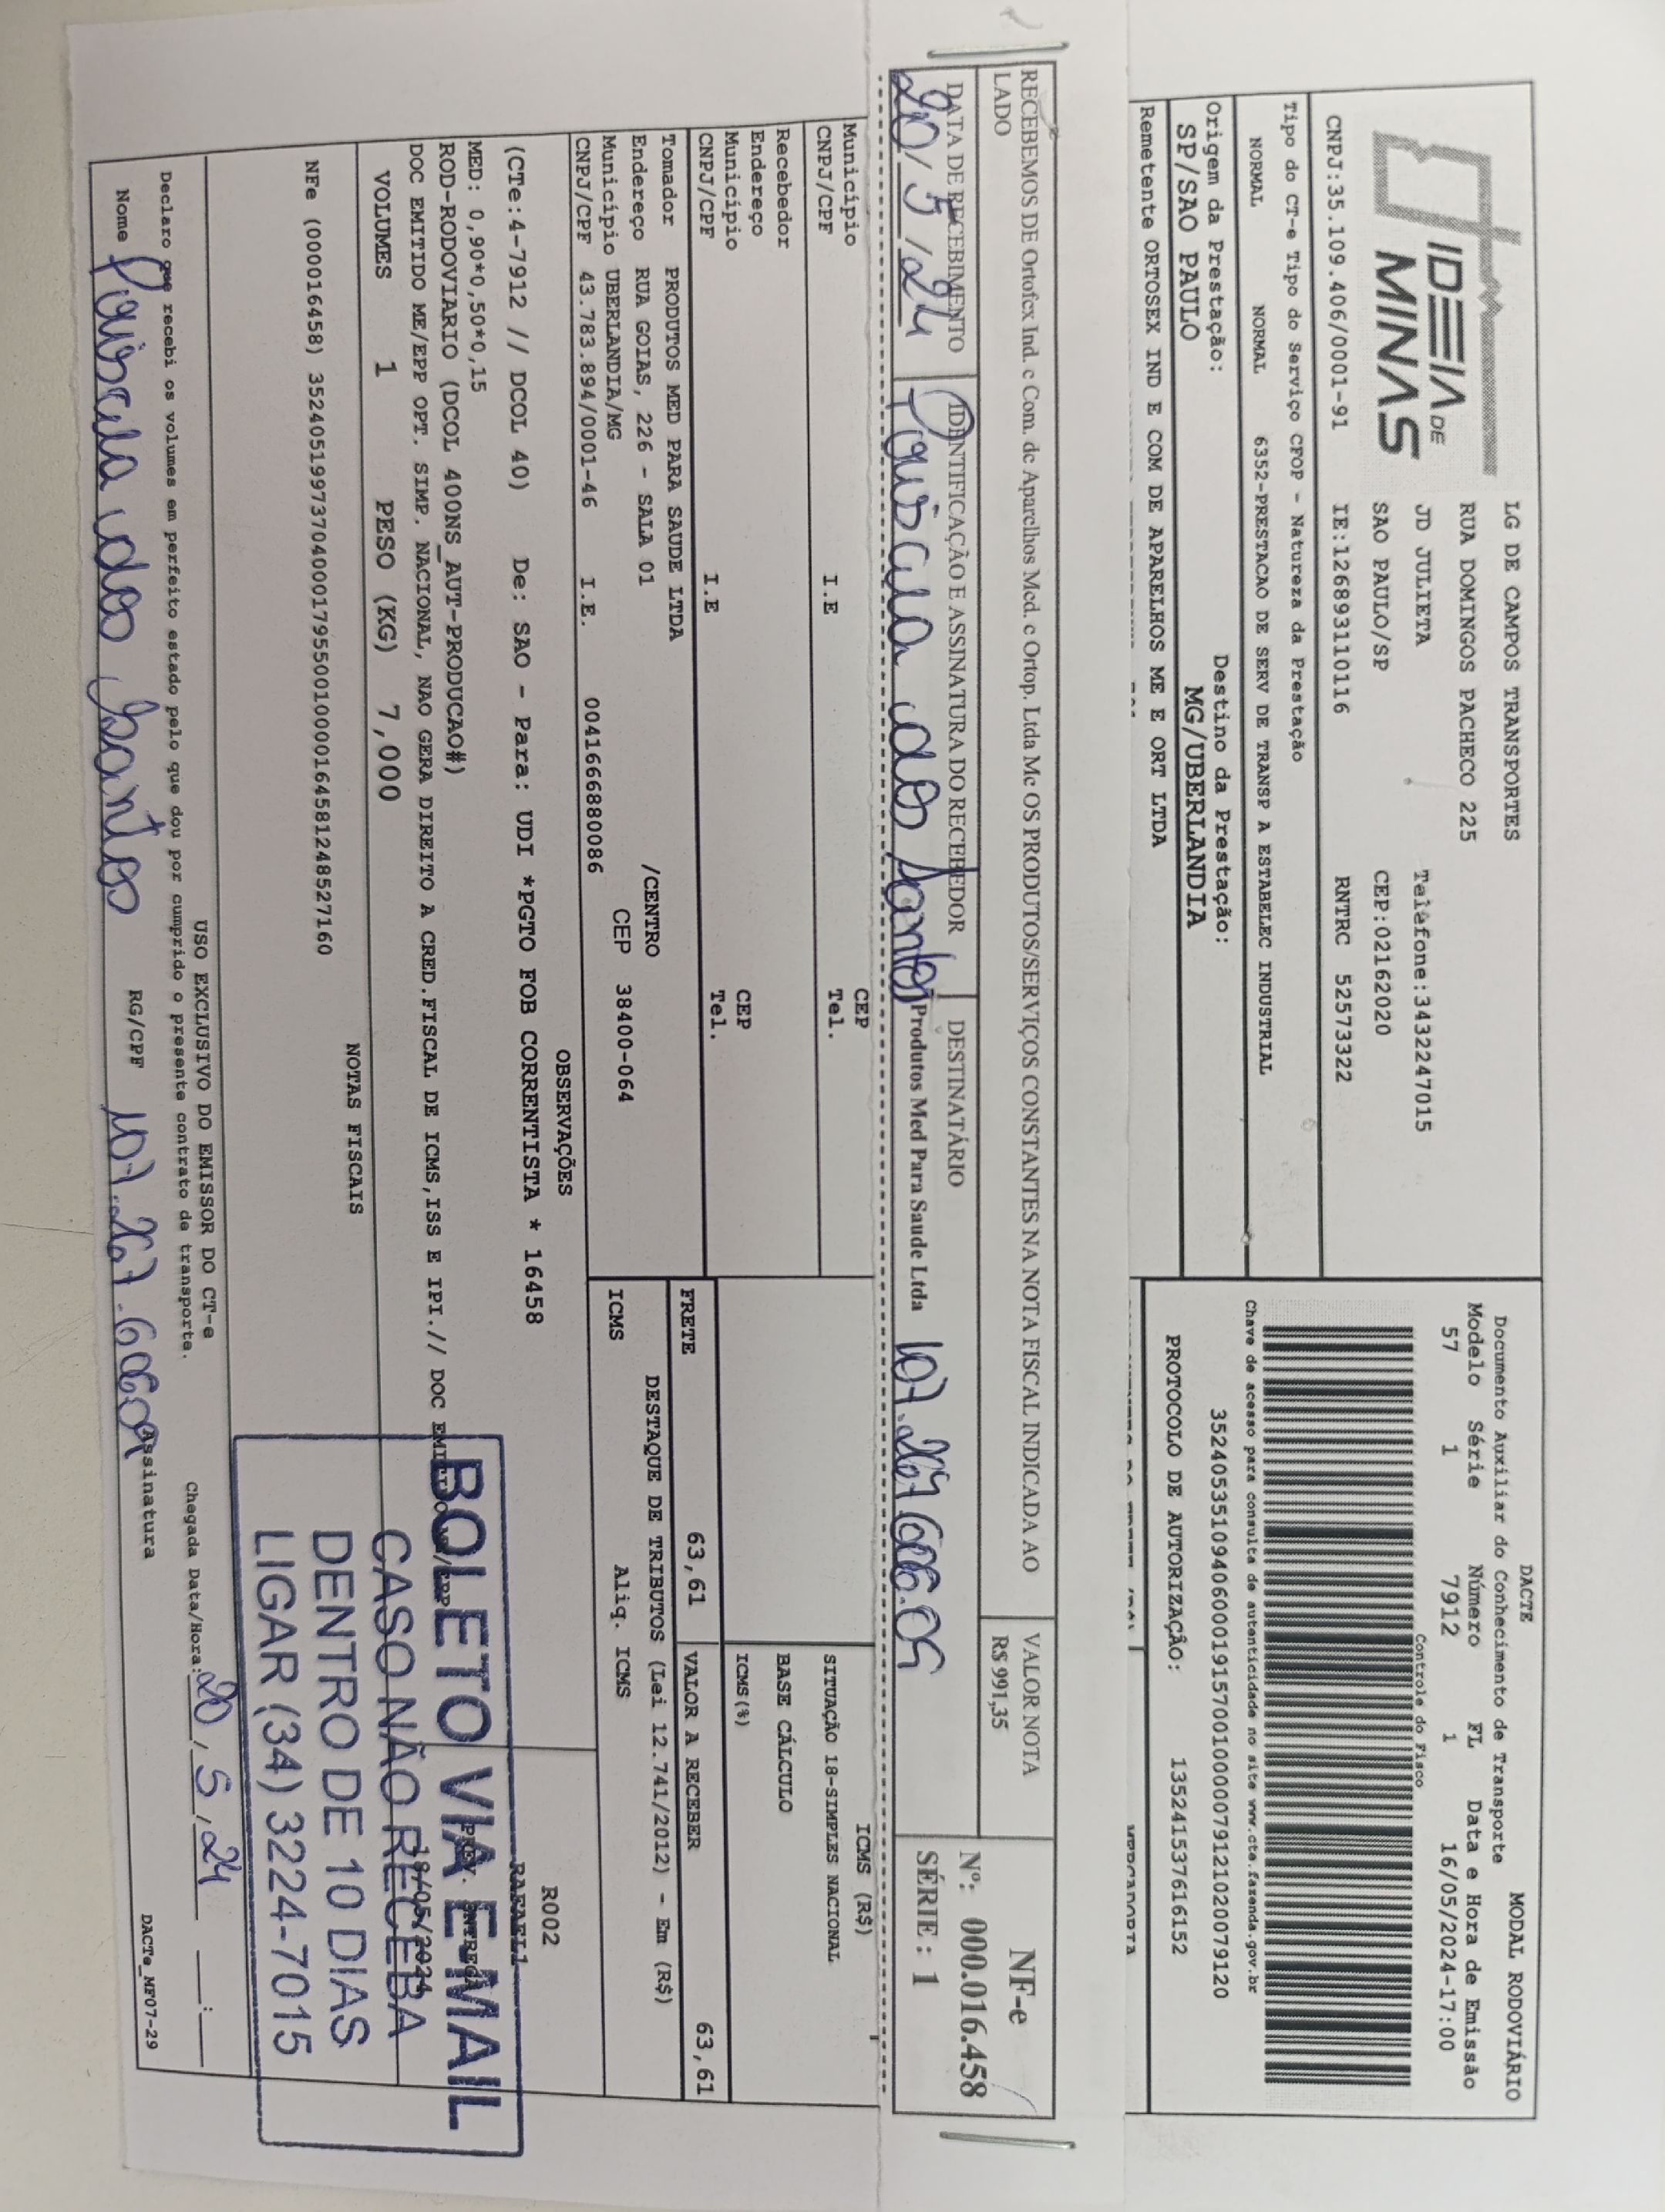 IDEIA DE
MINAS
LG DE CAMPOS TRANSPORTES
RUA DOMINGOS PACHECO 225
JD JULIETA Telefone:3432247015
SAO PAULO/SP CEP:02162020
CNPJ:35.109.406/0001-91 IE:126893110116 RNTRC 52573322
DACTE MODAL RODOVIÁRIO
Documento Auxiliar do Conhecimento de Transporte
Modelo Série Número FL Data e Hora de Emissão
57 1 7912 1 16/05/2024-17:00
Controle do Fisco
Chave de acesso para consulta de autenticidade no site www.cte.fazenda.gov.br
35240535109406000191570010000079121020079120
PROTOCOLO DE AUTORIZAÇÃO: 135241537616152
Tipo do CT-e Tipo do Serviço CFOP - Natureza da Prestação
NORMAL NORMAL 6352-PRESTACAO DE SERV DE TRANSP A ESTABELEC INDUSTRIAL
Origem da Prestação: Destino da Prestação:
SP/SAO PAULO MG/UBERLANDIA
Remetente ORTOSEX IND E COM DE APARELHOS ME E ORT LTDA
RECEBEMOS DE Ortofex Ind. e Com. de Aparelhos Med. e Ortop. Ltda Me OS PRODUTOS/SERVIÇOS CONSTANTES NA NOTA FISCAL INDICADA AO
LADO
VALOR NOTA
R$ 991,35
NF-e
Nº: 000.016.458
SÉRIE : 1
DATA DE RECEBIMENTO IDENTIFICAÇÃO E ASSINATURA DO RECEBEDOR DESTINATÁRIO
20/5/24 dos Santos Produtos Med Para Saude Ltda
Município CEP
CNPJ/CPF I.E Tel.
Recebedor
Endereço
Município CEP
CNPJ/CPF I.E Tel.
ICMS (R$)
SITUAÇÃO 18-SIMPLES NACIONAL
BASE CÁLCULO
ICMS(%)
Tomador PRODUTOS MED PARA SAUDE LTDA
Endereço RUA GOIAS, 226 - SALA 01 /CENTRO
Município UBERLANDIA/MG CEP 38400-064
CNPJ/CPF 43.783.894/0001-46 I.E. 0041666880086
FRETE 63,61 VALOR A RECEBER 63,61
DESTAQUE DE TRIBUTOS (Lei 12.741/2012) - Em (R$)
ICMS Aliq. ICMS
OBSERVAÇÕES
(CTe:4-7912 // DCOL 40) De: SAO - Para: UDI *PGTO FOB CORRENTISTA * 16458
MED: 0,90*0,50*0,15
ROD-RODOVIARIO (DCOL 400NS_AUT-PRODUCAO#)
DOC EMITIDO ME/EPP OPT. SIMP. NACIONAL, NAO GERA DIREITO A CRED.FISCAL DE ICMS,ISS E IPI.// DOC EMITIDO ME/EPP
R002
RAFAEL1
PREV. ENTREGA
VOLUMES 1 PESO (KG) 7,000
NOTAS FISCAIS
NFe (000016458) 35240519973704000179550010000164581248527160
BOLETO VIA E-MAIL
CASO NÃO RECEBA
DENTRO DE 10 DIAS
LIGAR (34) 3224-7015
USO EXCLUSIVO DO EMISSOR DO CT-e
Declaro que recebi os volumes em perfeito estado pelo que dou por cumprido o presente contrato de transporte.
Chegada Data/Hora: 20/5/24 __:__
Nome dos Santos RG/CPF Assinatura
DACTe_MF07-29